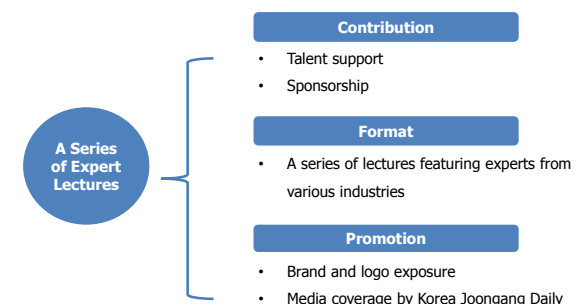 Contribution
• Talent support
• Sponsorship
A Series
of Expert
Lectures
Format
• A series of lectures featuring experts from
various industries
Promotion
• Brand and logo exposure
• Media coverage by Korea Joongang Daily